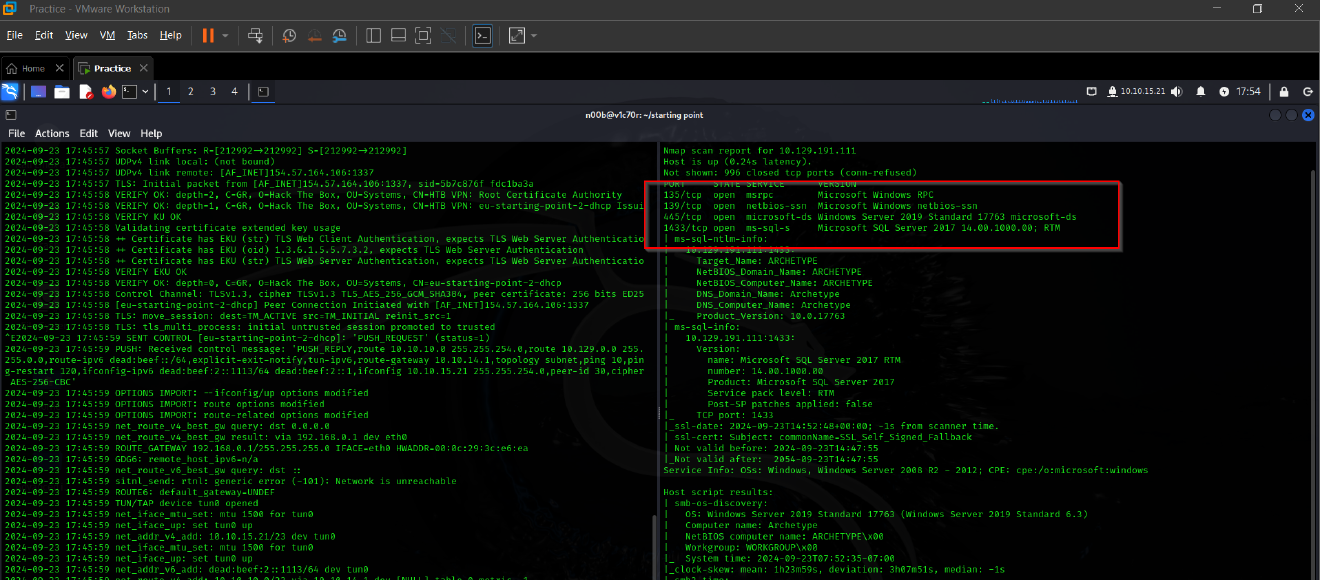 Practice - VMware Workstation
File Edit View VM Tabs Help
Home Practice
1 2 3 4 10.10.15.21 17:54
n00b@v1c70r: ~/starting point
File Actions Edit View Help
2024-09-23 17:45:57 Socket Buffers: R=[212992→212992] S=[212992→212992]
2024-09-23 17:45:57 UDPv4 link local: (not bound)
2024-09-23 17:45:57 UDPv4 link remote: [AF_INET]154.57.164.106:1337
2024-09-23 17:45:57 TLS: Initial packet from [AF_INET]154.57.164.106:1337, sid=5b7c876f fdc1ba3a
2024-09-23 17:45:58 VERIFY OK: depth=2, C=GR, O=Hack The Box, OU=Systems, CN=HTB VPN: Root Certificate Authority
2024-09-23 17:45:58 VERIFY OK: depth=1, C=GR, O=Hack The Box, OU=Systems, CN=HTB VPN: eu-starting-point-2-dhcp Issui
2024-09-23 17:45:58 VERIFY KU OK
2024-09-23 17:45:58 Validating certificate extended key usage
2024-09-23 17:45:58 ++ Certificate has EKU (str) TLS Web Client Authentication, expects TLS Web Server Authenticatio
2024-09-23 17:45:58 ++ Certificate has EKU (oid) 1.3.6.1.5.5.7.3.2, expects TLS Web Server Authentication
2024-09-23 17:45:58 ++ Certificate has EKU (str) TLS Web Server Authentication, expects TLS Web Server Authenticatio
2024-09-23 17:45:58 VERIFY EKU OK
2024-09-23 17:45:58 VERIFY OK: depth=0, C=GR, O=Hack The Box, OU=Systems, CN=eu-starting-point-2-dhcp
2024-09-23 17:45:58 Control Channel: TLSv1.3, cipher TLSv1.3 TLS_AES_256_GCM_SHA384, peer certificate: 256 bits ED25
2024-09-23 17:45:58 [eu-starting-point-2-dhcp] Peer Connection Initiated with [AF_INET]154.57.164.106:1337
2024-09-23 17:45:58 TLS: move_session: dest=TM_ACTIVE src=TM_INITIAL reinit_src=1
2024-09-23 17:45:58 TLS: tls_multi_process: initial untrusted session promoted to trusted
^E2024-09-23 17:45:59 SENT CONTROL [eu-starting-point-2-dhcp]: 'PUSH_REQUEST' (status=1)
2024-09-23 17:45:59 PUSH: Received control message: 'PUSH_REPLY,route 10.10.10.0 255.255.254.0,route 10.129.0.0 255.
255.0.0,route-ipv6 dead:beef::/64,explicit-exit-notify,tun-ipv6,route-gateway 10.10.14.1,topology subnet,ping 10,pin
g-restart 120,ifconfig-ipv6 dead:beef:2::1113/64 dead:beef:2::1,ifconfig 10.10.15.21 255.255.254.0,peer-id 30,cipher
AES-256-CBC'
2024-09-23 17:45:59 OPTIONS IMPORT: --ifconfig/up options modified
2024-09-23 17:45:59 OPTIONS IMPORT: route options modified
2024-09-23 17:45:59 OPTIONS IMPORT: route-related options modified
2024-09-23 17:45:59 net_route_v4_best_gw query: dst 0.0.0.0
2024-09-23 17:45:59 net_route_v4_best_gw result: via 192.168.0.1 dev eth0
2024-09-23 17:45:59 ROUTE_GATEWAY 192.168.0.1/255.255.255.0 IFACE=eth0 HWADDR=00:0c:29:3c:e6:ea
2024-09-23 17:45:59 GDG6: remote_host_ipv6=n/a
2024-09-23 17:45:59 net_route_v6_best_gw query: dst ::
2024-09-23 17:45:59 sitnl_send: rtnl: generic error (-101): Network is unreachable
2024-09-23 17:45:59 ROUTE6: default_gateway=UNDEF
2024-09-23 17:45:59 TUN/TAP device tun0 opened
2024-09-23 17:45:59 net_iface_mtu_set: mtu 1500 for tun0
2024-09-23 17:45:59 net_iface_up: set tun0 up
2024-09-23 17:45:59 net_addr_v4_add: 10.10.15.21/23 dev tun0
2024-09-23 17:45:59 net_iface_mtu_set: mtu 1500 for tun0
2024-09-23 17:45:59 net_iface_up: set tun0 up
2024-09-23 17:45:59 net_addr_v6_add: dead:beef:2::1113/64 dev tun0
Nmap scan report for 10.129.191.111
Host is up (0.24s latency).
Not shown: 996 closed tcp ports (conn-refused)
PORT STATE SERVICE VERSION
135/tcp open msrpc Microsoft Windows RPC
139/tcp open netbios-ssn Microsoft Windows netbios-ssn
445/tcp open microsoft-ds Windows Server 2019 Standard 17763 microsoft-ds
1433/tcp open ms-sql-s Microsoft SQL Server 2017 14.00.1000.00; RTM
| ms-sql-ntlm-info:
| 10.129.191.111:1433:
| Target_Name: ARCHETYPE
| NetBIOS_Domain_Name: ARCHETYPE
| NetBIOS_Computer_Name: ARCHETYPE
| DNS_Domain_Name: Archetype
| DNS_Computer_Name: Archetype
|_ Product_Version: 10.0.17763
| ms-sql-info:
| 10.129.191.111:1433:
| Version:
| name: Microsoft SQL Server 2017 RTM
| number: 14.00.1000.00
| Product: Microsoft SQL Server 2017
| Service pack level: RTM
| Post-SP patches applied: false
|_ TCP port: 1433
|_ssl-date: 2024-09-23T14:52:48+00:00; -1s from scanner time.
| ssl-cert: Subject: commonName=SSL_Self_Signed_Fallback
| Not valid before: 2024-09-23T14:47:55
|_Not valid after: 2054-09-23T14:47:55
Service Info: OSs: Windows, Windows Server 2008 R2 - 2012; CPE: cpe:/o:microsoft:windows
Host script results:
| smb-os-discovery:
| OS: Windows Server 2019 Standard 17763 (Windows Server 2019 Standard 6.3)
| Computer name: Archetype
| NetBIOS computer name: ARCHETYPE\x00
| Workgroup: WORKGROUP\x00
|_ System time: 2024-09-23T07:52:35-07:00
|_clock-skew: mean: 1h23m59s, deviation: 3h07m51s, median: -1s